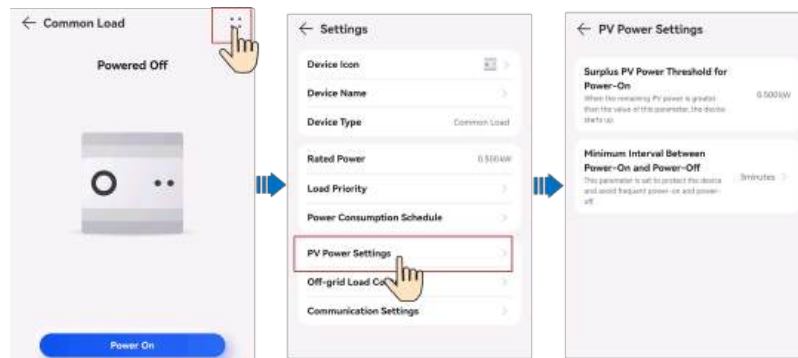 Common Load
Powered Off
Power On
Settings
Device Icon
Device Name
Device Type Common Load
Rated Power 0.500 kW
Load Priority
Power Consumption Schedule
PV Power Settings
Off-grid Load Co
Communication Settings
PV Power Settings
Surplus PV Power Threshold for
Power-On
0.500 kW
When the remaining PV power is greater
than the value of this parameter, the device
starts up.
Minimum Interval Between
Power-On and Power-Off
5minutes
This parameter is set to protect the device
and avoid frequent power-on and power-
off.